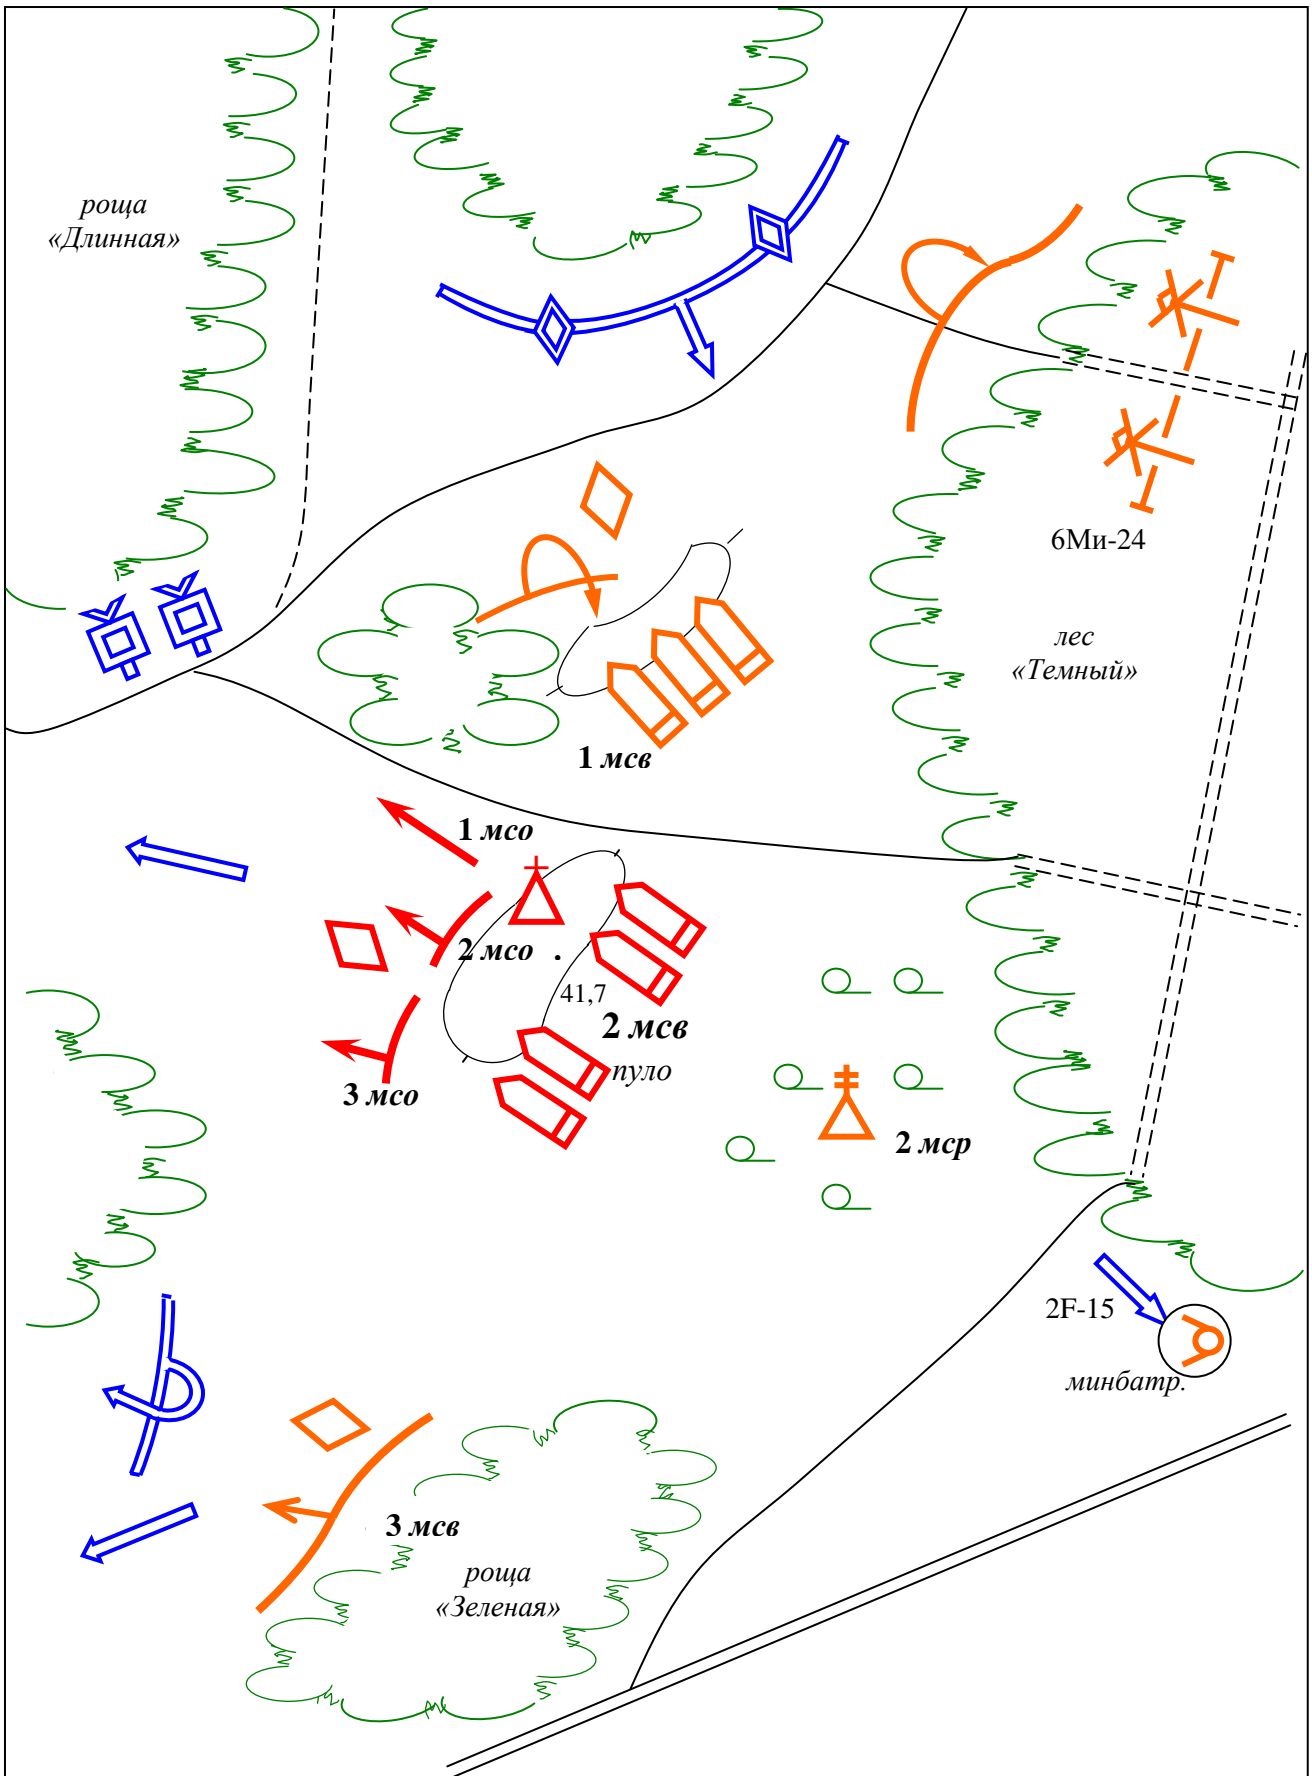 роща
«Длинная»
6Ми-24
лес
«Темный»
1 мсв
1 мсо
2 мсо .
41,7
2 мсв
пуло
3 мсо
2 мср
2F-15
минбатр.
3 мсв
роща
«Зеленая»